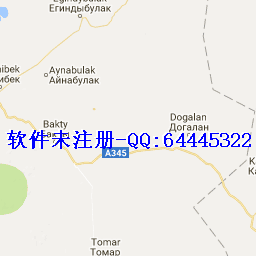 Egindybulak
Егиндыбулак
Aynabulak
Айнабулак
Dogalan
Догалан
Bakty
软件未注册-QQ:64445322
A345
Tomar
Томар